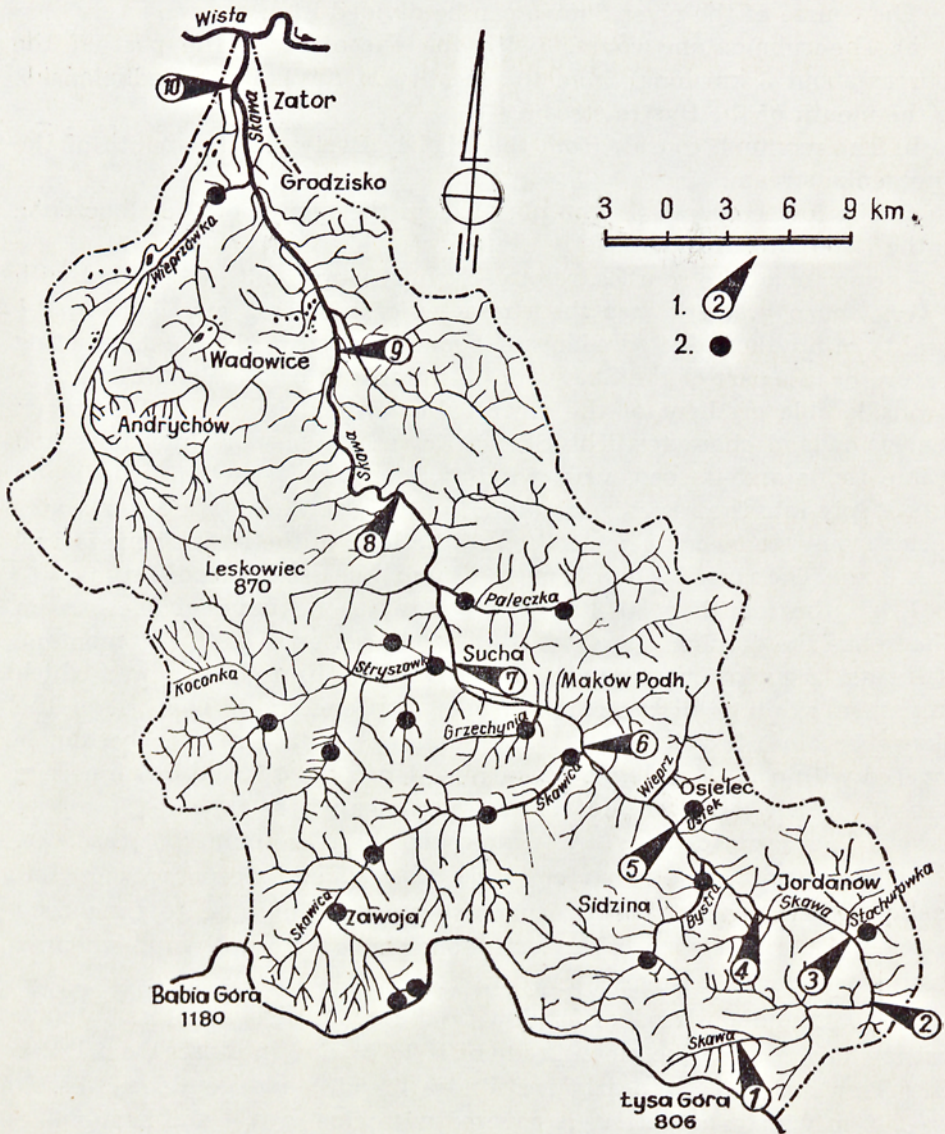 Wisła
10
Zator
Skawa
Grodzisko
Wieprzówka
3 0 3 6 9 km.
1. 2
2.
Wadowice
9
Andrychów
Skawa
8
Leskowiec
870
Paleczka
Sucha
Stryszówk
Koconka
7
Maków Podh.
Grzechynia
6
Skawica
Wieprz
Osielec
Osiek
5
Jordanów
Skawa
Stachurówka
Sidzina
Bystra
Skawica
Zawoja
4
3
Babia Góra
1180
2
Skawa
1
Łysa Góra
806